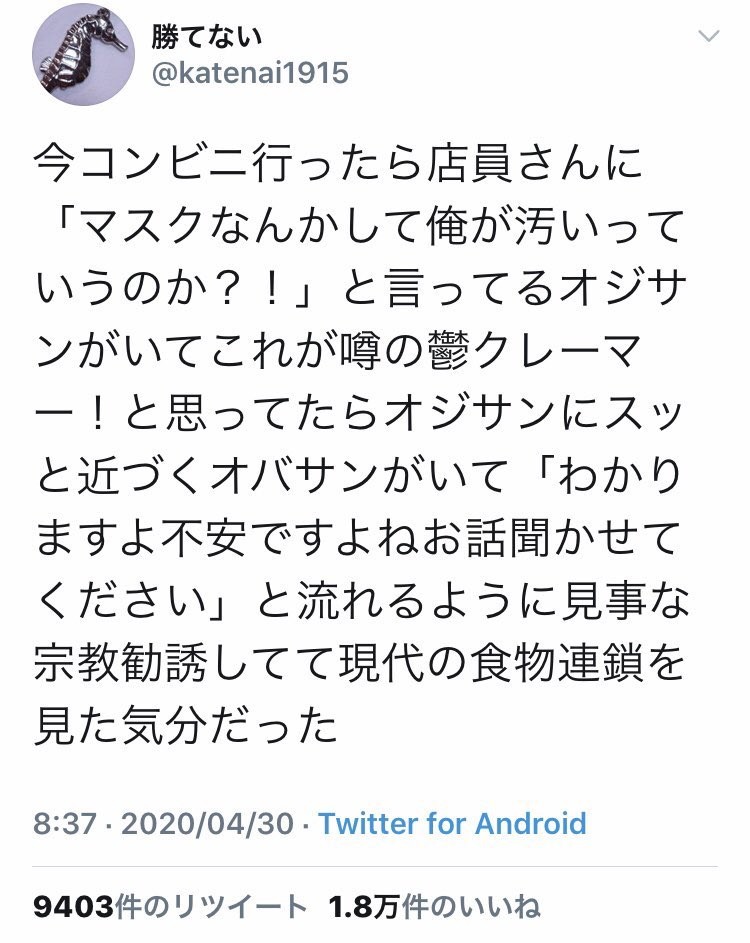 勝てない
@katenai1915
今コンビニ行ったら店員さんに
「マスクなんかして俺が汚いって
いうのか？！」と言ってるオジサ
ンがいてこれが噂の鬱クレーマ
ー！と思ってたらオジサンにスッ
と近づくオバサンがいて「わかり
ますよ不安ですよねお話聞かせて
ください」と流れるように見事な
宗教勧誘してて現代の食物連鎖を
見た気分だった
8:37 · 2020/04/30 · Twitter for Android
9403件のリツイート 1.8万件のいいね